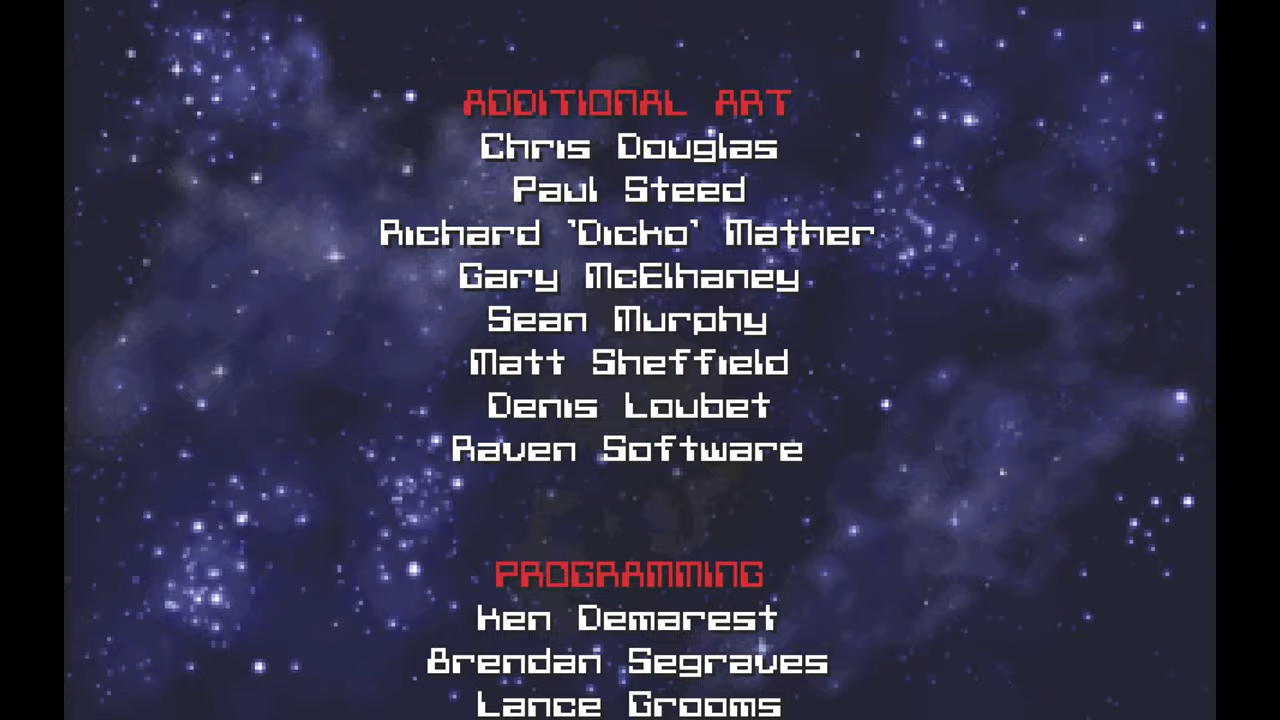 ADDITIONAL ART
Chris Douglas
Paul Steed
Richard 'Dicko' Mather
Gary McElhaney
Sean Murphy
Matt Sheffield
Denis Loubet
Raven Software
PROGRAMMING
Ken Demarest
Brendan Segraves
Lance Grooms